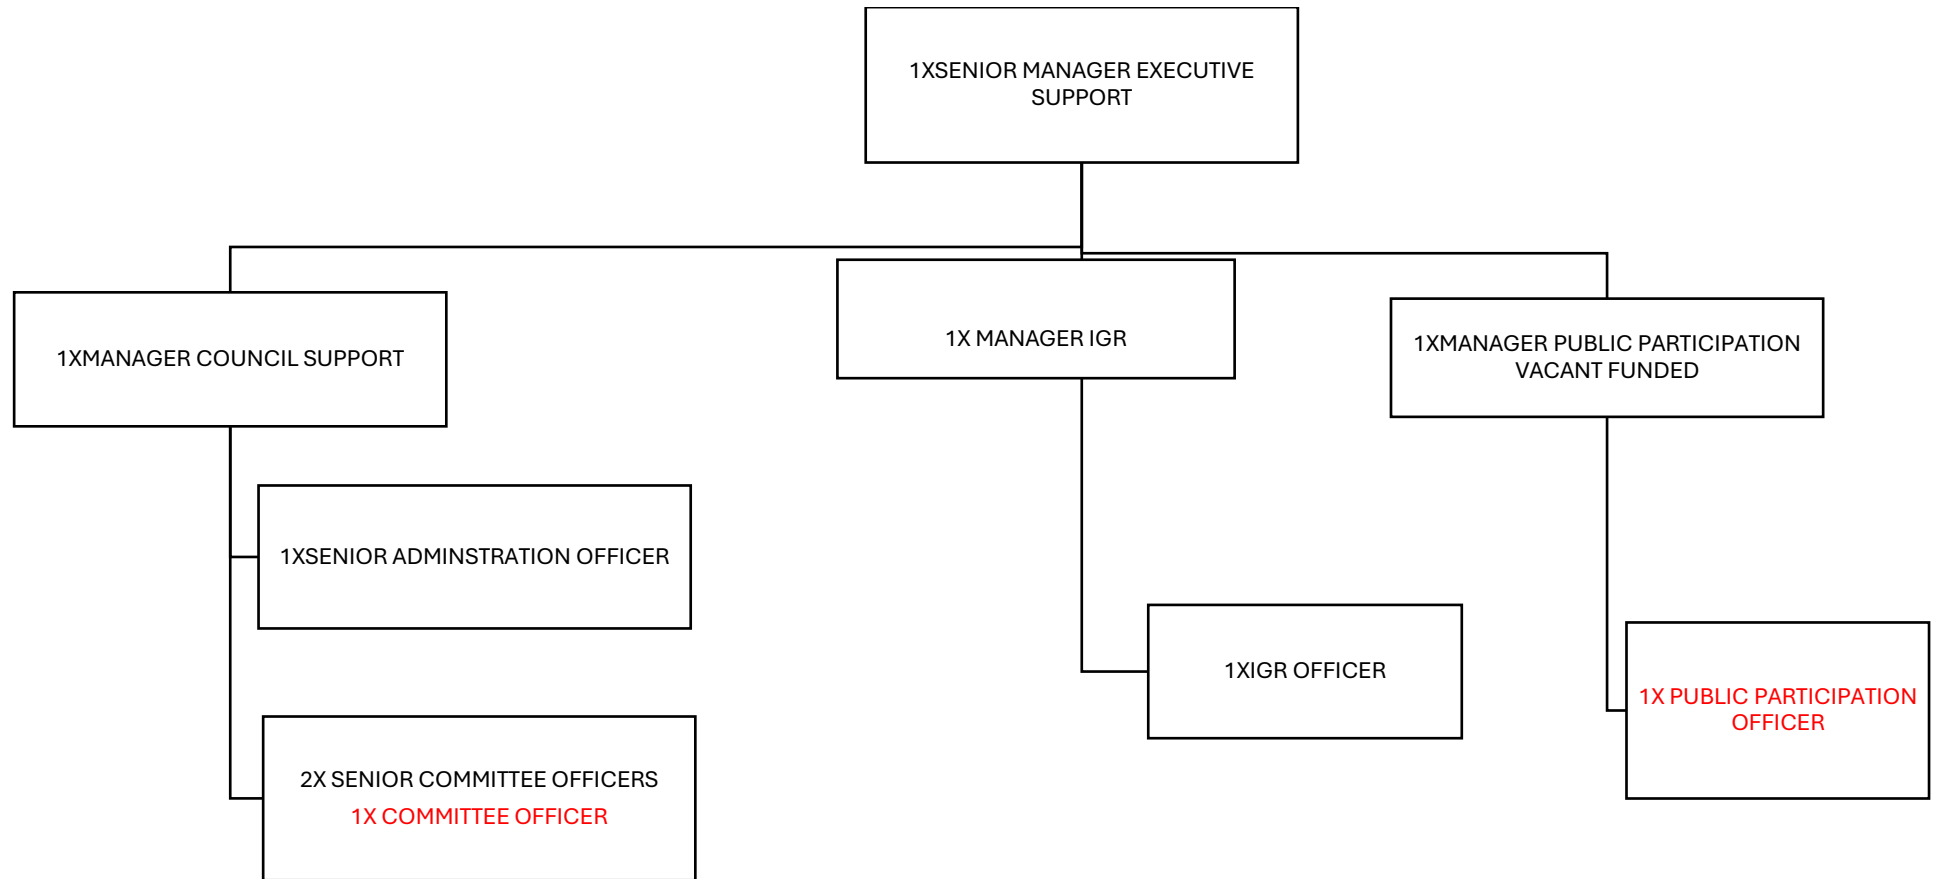 1XSENIOR MANAGER EXECUTIVE
SUPPORT
1XMANAGER COUNCIL SUPPORT
1X MANAGER IGR
1XMANAGER PUBLIC PARTICIPATION
VACANT FUNDED
1XSENIOR ADMINSTRATION OFFICER
1XIGR OFFICER
1X PUBLIC PARTICIPATION
OFFICER
2X SENIOR COMMITTEE OFFICERS
1X COMMITTEE OFFICER